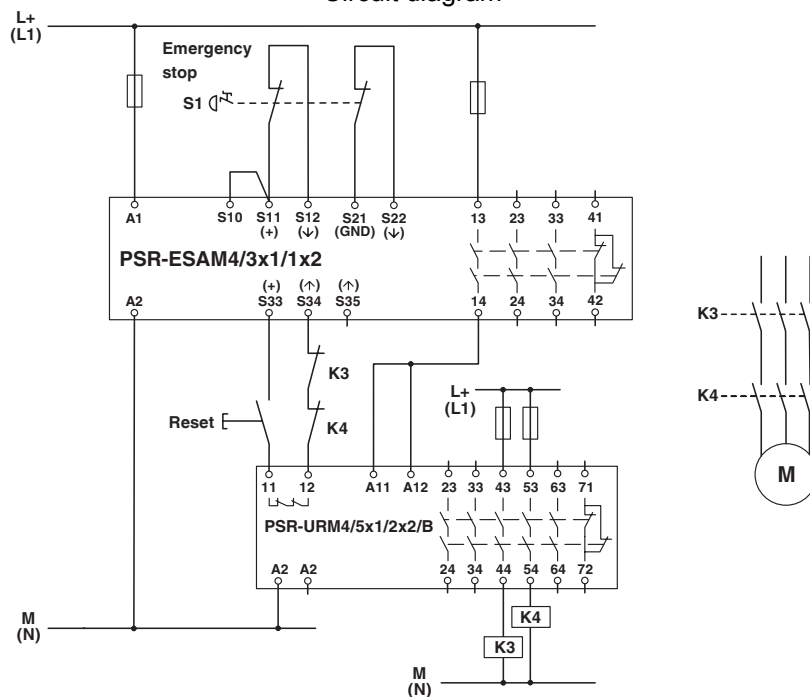 L+
(L1)
Emergency
stop
S1
A1 S10 S11 S12 S21 S22 13 23 33 41
(+) (↓) (GND) (↓)
PSR-ESAM4/3x1/1x2
(+) (↑) (↑)
A2 S33 S34 S35 14 24 34 42
K3
K4
Reset
L+
(L1)
11 12 A11 A12 23 33 43 53 63 71
PSR-URM4/5x1/2x2/B
A2 A2 24 34 44 54 64 72
K4
K3
M
(N)
M
(N)
K3
K4
M